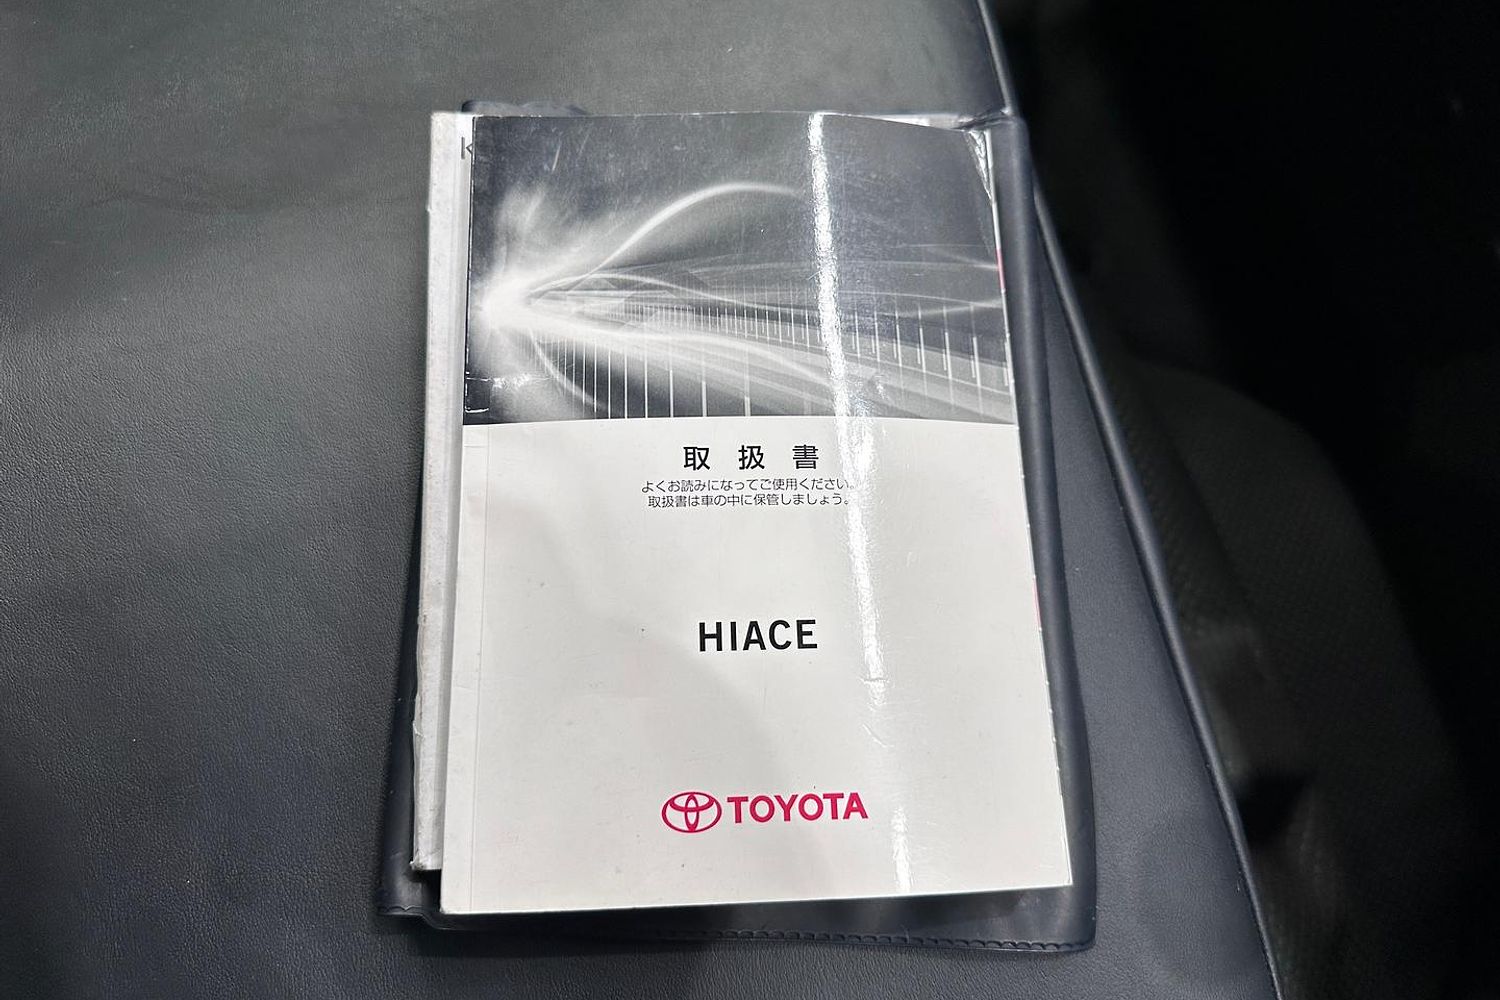 取扱書
よくお読みになってご使用ください。
取扱書は車の中に保管しましょう。
HIACE
TOYOTA